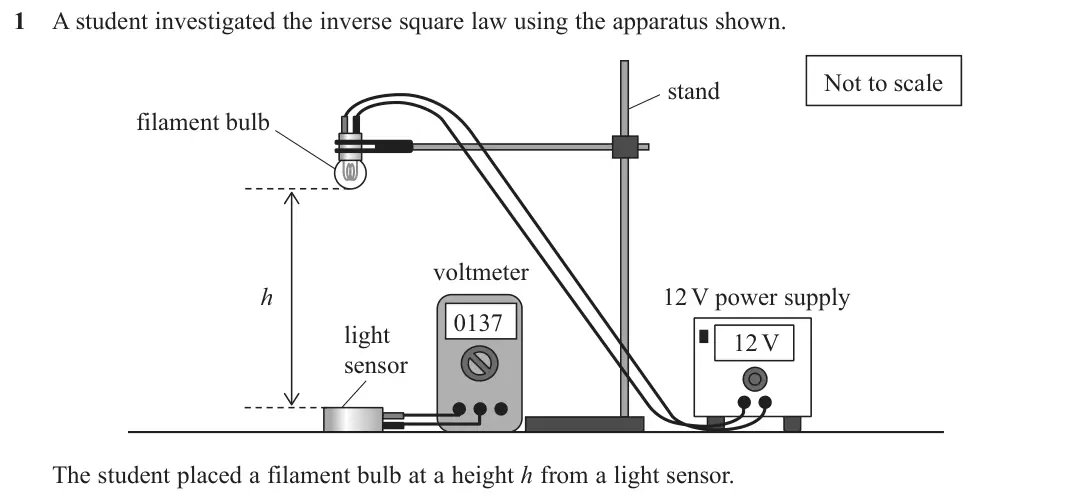 1 A student investigated the inverse square law using the apparatus shown.
Not to scale
stand
filament bulb
h
voltmeter
0137
12 V power supply
12 V
light
sensor
The student placed a filament bulb at a height h from a light sensor.